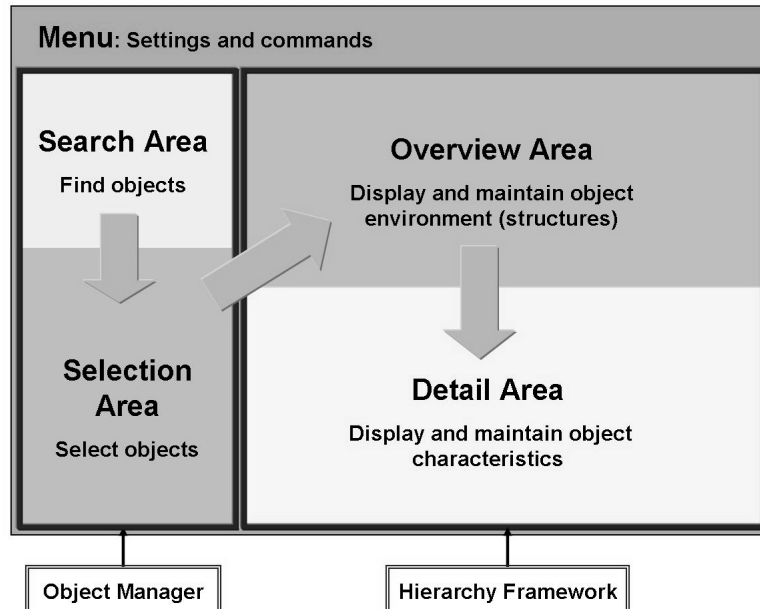 Menu: Settings and commands
Search Area
Find objects
Selection
Area
Select objects
Overview Area
Display and maintain object
environment (structures)
Detail Area
Display and maintain object
characteristics
Object Manager
Hierarchy Framework